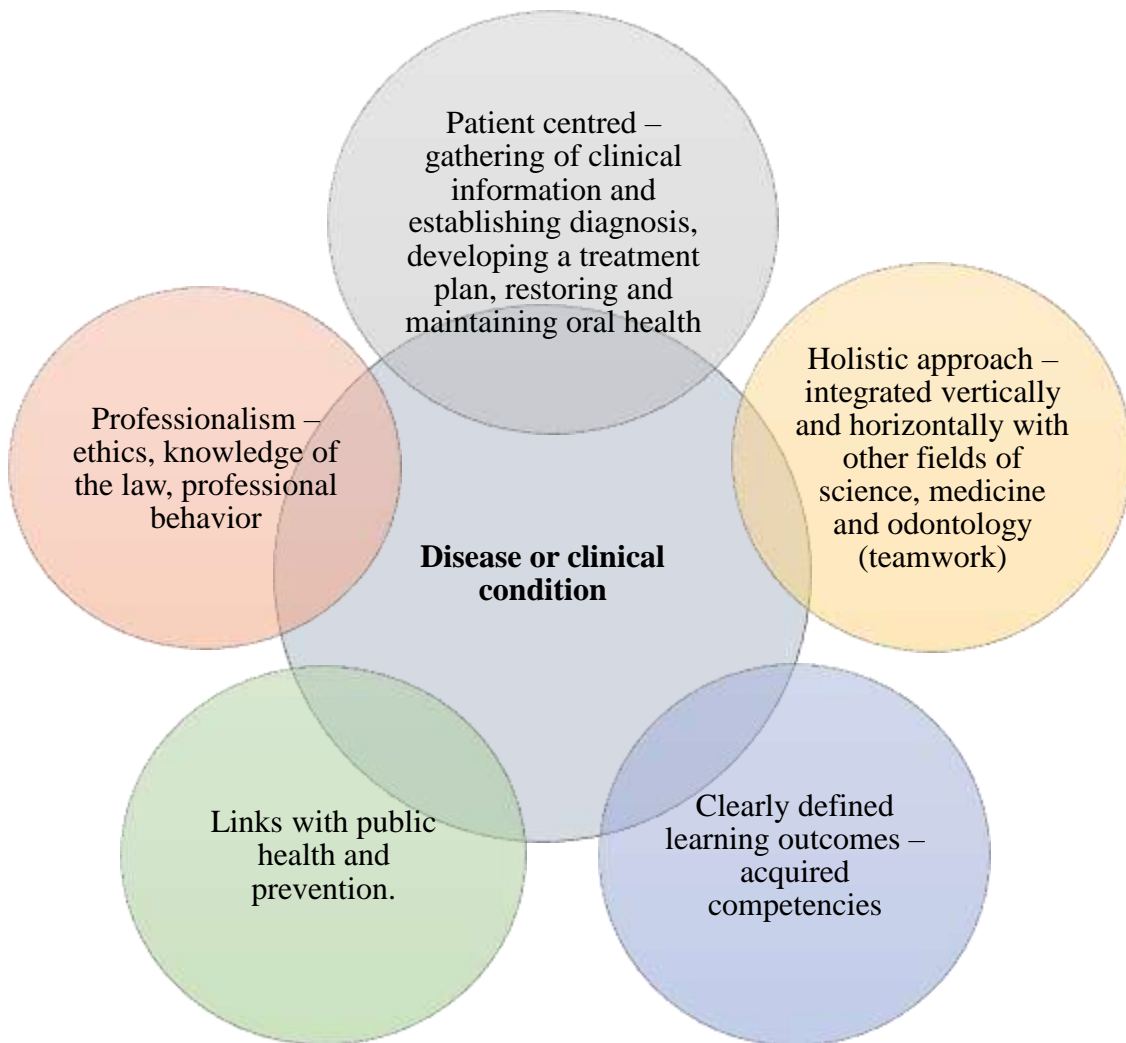 Patient centred –
gathering of clinical
information and
establishing diagnosis,
developing a treatment
plan, restoring and
maintaining oral health
Holistic approach –
integrated vertically
and horizontally with
other fields of
science, medicine
and odontology
(teamwork)
Professionalism –
ethics, knowledge of
the law, professional
behavior
Disease or clinical
condition
Links with public
health and
prevention.
Clearly defined
learning outcomes –
acquired
competencies